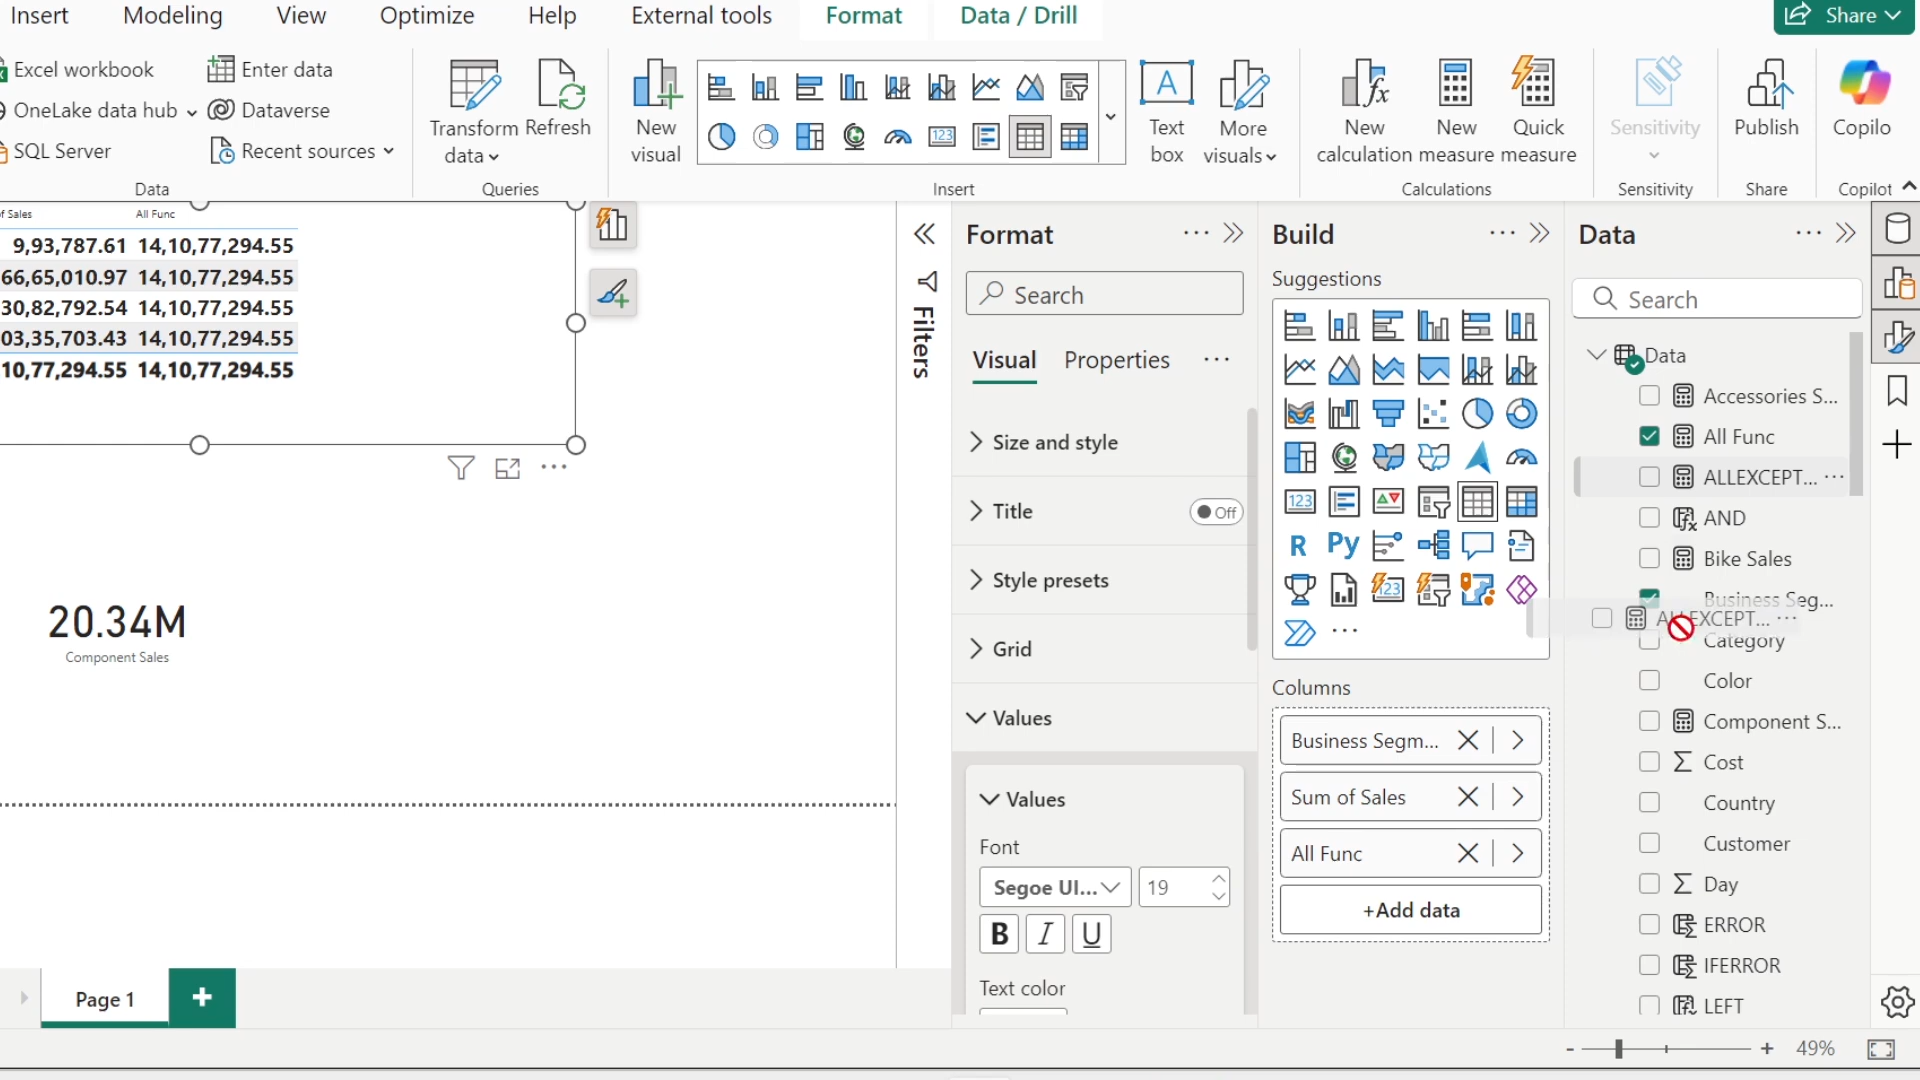 Insert Modeling View Optimize Help External tools Format Data / Drill Share
Excel workbook Enter data
OneLake data hub Dataverse
SQL Server Recent sources
Transform data
Refresh
New visual
Text box
More visuals
New calculation
New measure
Quick measure
Sensitivity
Publish
Copilo
Data Queries Insert Calculations Sensitivity Share Copilot
f Sales All Func
9,93,787.61 14,10,77,294.55
66,65,010.97 14,10,77,294.55
30,82,792.54 14,10,77,294.55
03,35,703.43 14,10,77,294.55
10,77,294.55 14,10,77,294.55
20.34M
Component Sales
Page 1
Filters
Format
Search
Visual Properties
Size and style
Title Off
Style presets
Grid
Values
Values
Font
Segoe UI... 19
B I U
Text color
Build
Suggestions
123
R Py
123
Columns
Business Segm...
Sum of Sales
All Func
+Add data
Data
Search
Data
Accessories S...
All Func
ALLEXCEPT...
AND
Bike Sales
Business Seg...
ALLEXCEPT...
Category
Color
Component S...
Cost
Country
Customer
Day
ERROR
IFERROR
LEFT
- + 49%